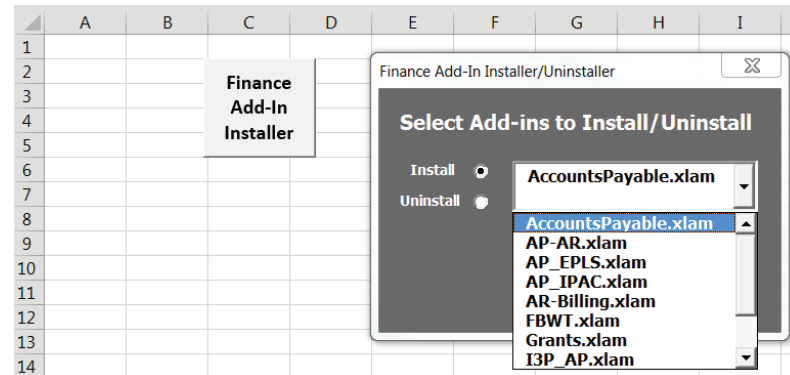 A B C D E F G H I
1
2
3
4
5
6
7
8
9
10
11
12
13
14
Finance
Add-In
Installer
Finance Add-In Installer/Uninstaller
Select Add-ins to Install/Uninstall
Install
AccountsPayable.xlam
Uninstall
AccountsPayable.xlam
AP-AR.xlam
AP_EPLS.xlam
AP_IPAC.xlam
AR-Billing.xlam
FBWT.xlam
Grants.xlam
I3P_AP.xlam